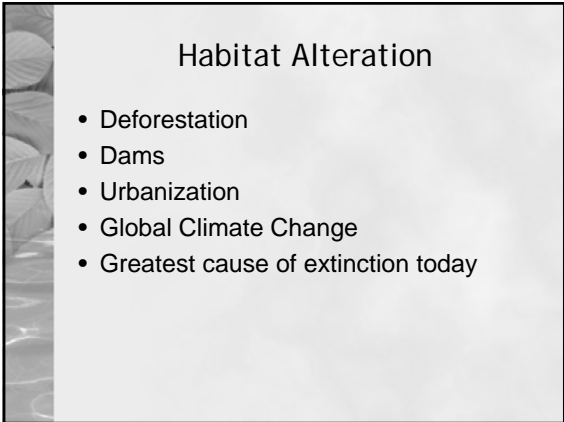 Habitat Alteration
• Deforestation
• Dams
• Urbanization
• Global Climate Change
• Greatest cause of extinction today